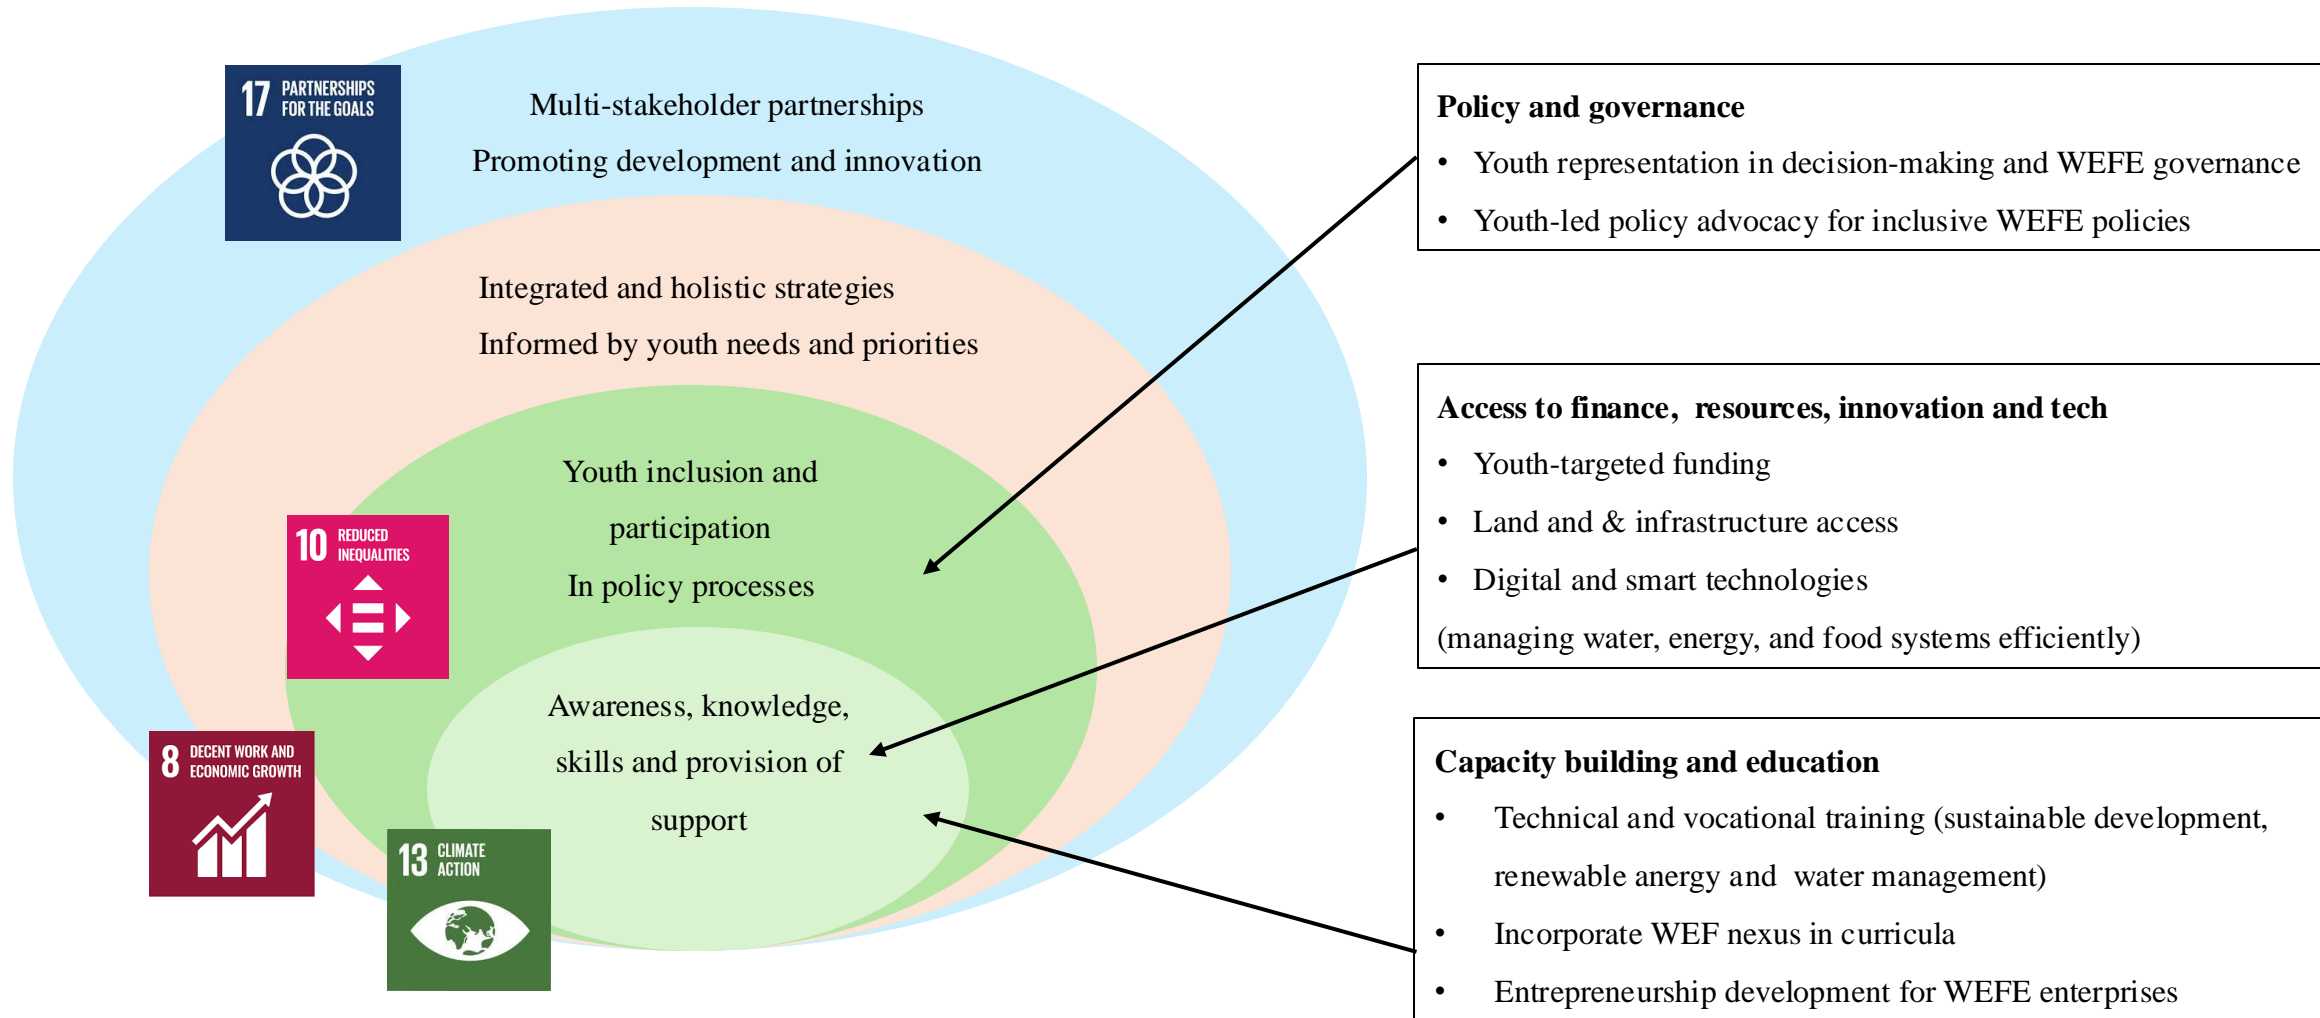 17 PARTNERSHIPS
FOR THE GOALS
Multi-stakeholder partnerships
Promoting development and innovation
Integrated and holistic strategies
Informed by youth needs and priorities
10 REDUCED
INEQUALITIES
Youth inclusion and
participation
In policy processes
8 DECENT WORK AND
ECONOMIC GROWTH
13 CLIMATE
ACTION
Awareness, knowledge,
skills and provision of
support
Policy and governance
• Youth representation in decision-making and WEFE governance
• Youth-led policy advocacy for inclusive WEFE policies
Access to finance, resources, innovation and tech
• Youth-targeted funding
• Land and & infrastructure access
• Digital and smart technologies
(managing water, energy, and food systems efficiently)
Capacity building and education
• Technical and vocational training (sustainable development,
renewable anergy and water management)
• Incorporate WEF nexus in curricula
• Entrepreneurship development for WEFE enterprises